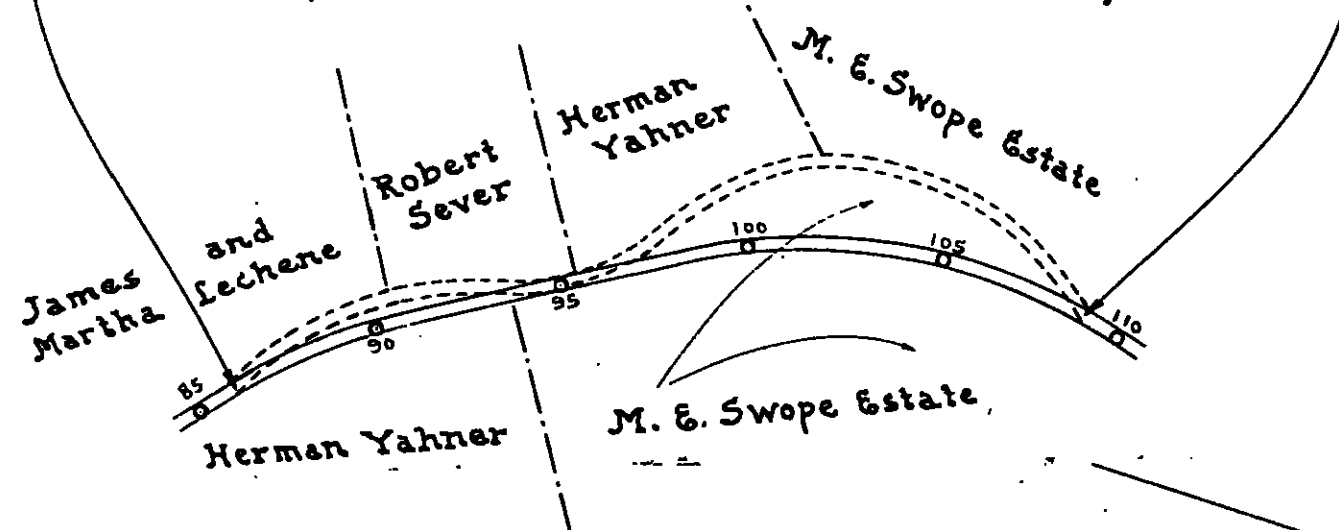 M. E. Swope Estate
Herman
Yahner
Robert
Sever
James and
Martha Lechene
85
90
95
100
105
110
Herman Yahner
M. E. Swope Estate